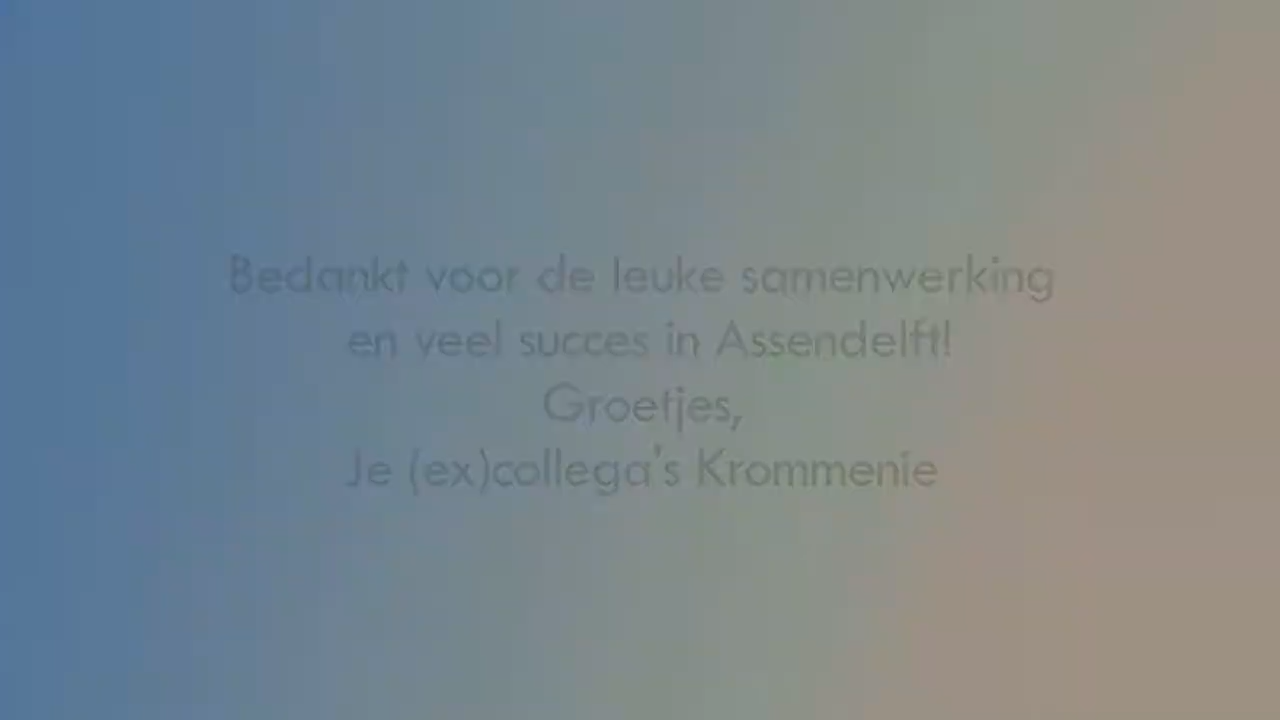 Bedankt voor de leuke samenwerking
en veel succes in Assendelft!
Groetjes,
Je (ex)collega's Krommenie